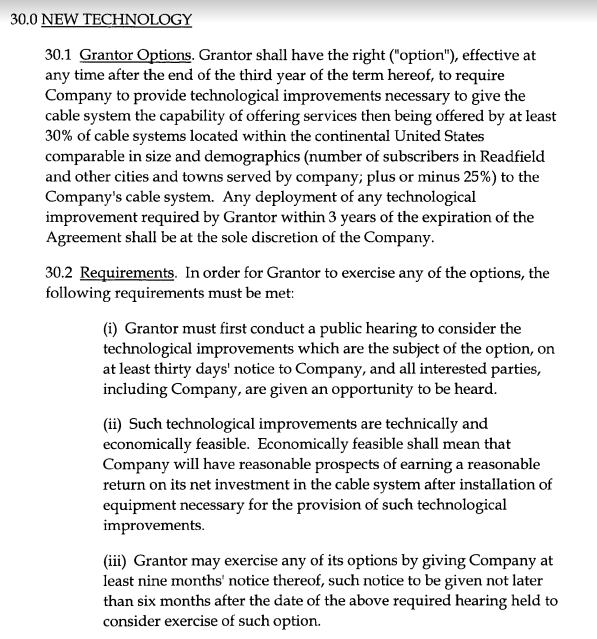 30.0 NEW TECHNOLOGY
30.1 Grantor Options. Grantor shall have the right ("option"), effective at
any time after the end of the third year of the term hereof, to require
Company to provide technological improvements necessary to give the
cable system the capability of offering services then being offered by at least
30% of cable systems located within the continental United States
comparable in size and demographics (number of subscribers in Readfield
and other cities and towns served by company; plus or minus 25%) to the
Company's cable system. Any deployment of any technological
improvement required by Grantor within 3 years of the expiration of the
Agreement shall be at the sole discretion of the Company.
30.2 Requirements. In order for Grantor to exercise any of the options, the
following requirements must be met:
(i) Grantor must first conduct a public hearing to consider the
technological improvements which are the subject of the option, on
at least thirty days' notice to Company, and all interested parties,
including Company, are given an opportunity to be heard.
(ii) Such technological improvements are technically and
economically feasible. Economically feasible shall mean that
Company will have reasonable prospects of earning a reasonable
return on its net investment in the cable system after installation of
equipment necessary for the provision of such technological
improvements.
(iii) Grantor may exercise any of its options by giving Company at
least nine months' notice thereof, such notice to be given not later
than six months after the date of the above required hearing held to
consider exercise of such option.